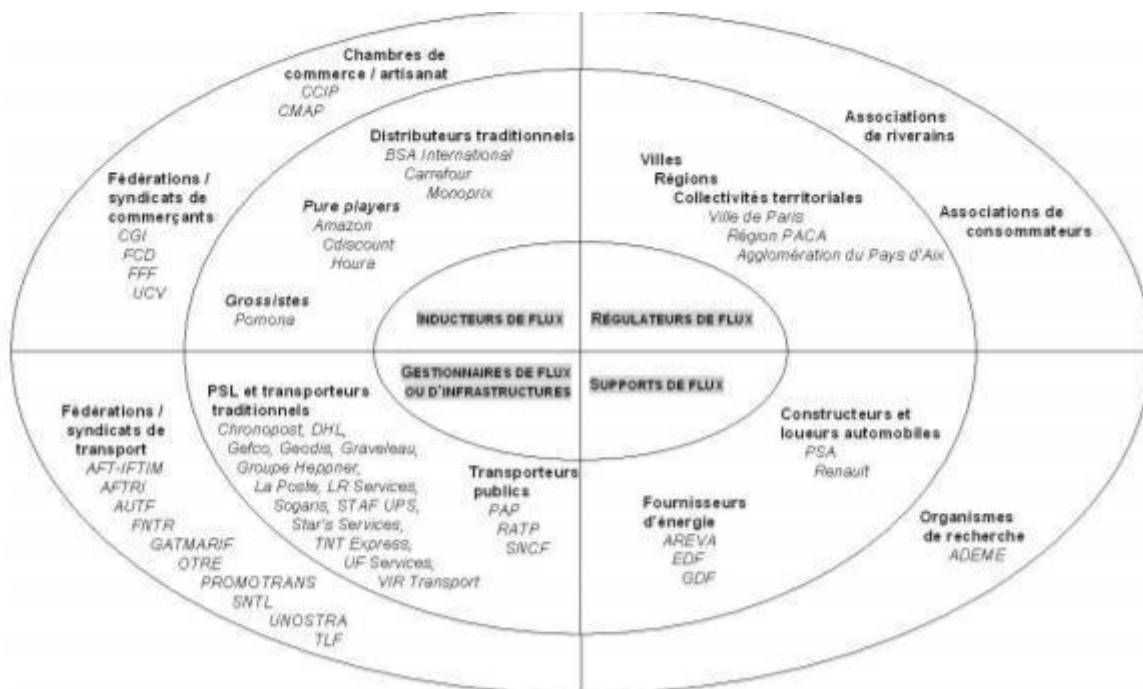 Chambres de
commerce / artisanat
CCIP
CMAP
Distributeurs traditionnels
BSA International
Carrefour
Monoprix
Fédérations /
syndicats de
commerçants
CGI
FCD
FFF
UCV
Pure players
Amazon
Cdiscount
Houra
Grossistes
Pomona
INDUCTEURS DE FLUX
Associations
de riverains
Villes
Régions
Collectivités territoriales
Ville de Paris
Région PACA
Agglomération du Pays d'Aix
Associations de
consommateurs
RÉGULATEURS DE FLUX
GESTIONNAIRES DE FLUX
OU D'INFRASTRUCTURES
PSL et transporteurs
traditionnels
Chronopost, DHL,
Gefco, Geodis, Graveleau,
Groupe Heppner,
La Poste, LR Services,
Sogaris, STAF UPS,
Star's Services,
TNT Express,
UF Services,
VIR Transport
Fédérations /
syndicats de
transport
AFT-IFTIM
AFTRI
AUTF
FNTR
GATMARIF
OTRE
PROMOTRANS
SNTL
UNOSTRA
TLF
Transporteurs
publics
PAP
RATP
SNCF
SUPPORTS DE FLUX
Constructeurs et
loueurs automobiles
PSA
Renault
Fournisseurs
d'énergie
AREVA
EDF
GDF
Organismes
de recherche
ADEME